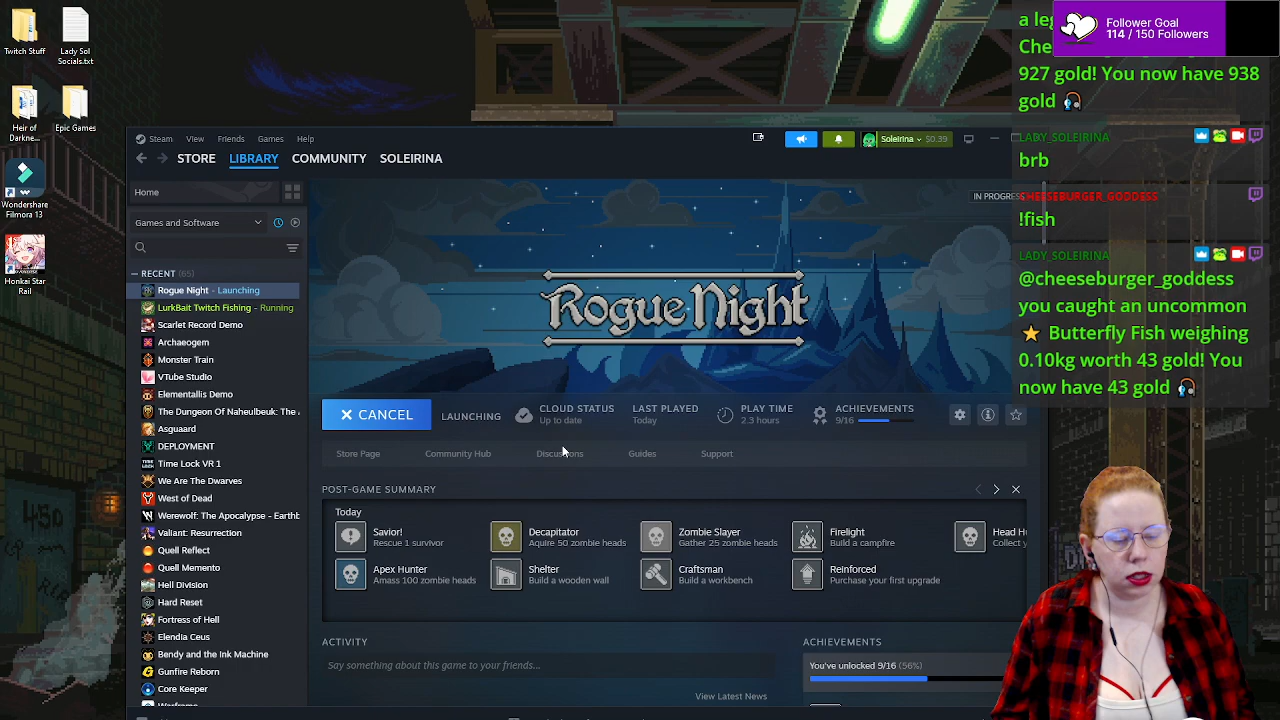 Twitch
Lady Sol
Socials.txt
Heir of
Darkne...
Epic Games
Wondershare
Filmora 13
Honkai Star
Rail
Steam View Friends Games Help
Soleirina $0.39
STORE LIBRARY COMMUNITY SOLEIRINA
Home
Games and Software
RECENT (65)
Rogue Night - Launching
LurkBait Twitch Fishing - Running
Scarlet Record Demo
Archaeogem
Monster Train
VTube Studio
Elementallis Demo
The Dungeon Of Naheulbeuk: The A
Asguaard
DEPLOYMENT
Time Lock VR 1
We Are The Dwarves
West of Dead
Werewolf: The Apocalypse - Earthb
Valiant: Resurrection
Quell Reflect
Quell Memento
Hell Division
Hard Reset
Fortress of Hell
Elendia Ceus
Bendy and the Ink Machine
Gunfire Reborn
Core Keeper
IN PROGRESS
Rogue Night
CANCEL
LAUNCHING
CLOUD STATUS
Up to date
LAST PLAYED
Today
PLAY TIME
2.3 hours
ACHIEVEMENTS
9/16
Store Page Community Hub Discussions Guides Support
POST-GAME SUMMARY
Today
Savior!
Rescue 1 survivor
Decapitator
Aquire 50 zombie heads
Zombie Slayer
Gather 25 zombie heads
Firelight
Build a campfire
Head H
Collect y
Apex Hunter
Amass 100 zombie heads
Shelter
Build a wooden wall
Craftsman
Build a workbench
Reinforced
Purchase your first upgrade
ACTIVITY
Say something about this game to your friends...
View Latest News
ACHIEVEMENTS
You've unlocked 9/16 (56%)
a leg
Follower Goal
114 / 150 Followers
Chee
927 gold! You now have 938
gold
LADY_SOLEIRINA
brb
CHEESEBURGER_GODDESS
!fish
LADY_SOLEIRINA
@cheeseburger_goddess
you caught an uncommon
⭐ Butterfly Fish weighing
0.10kg worth 43 gold! You
now have 43 gold